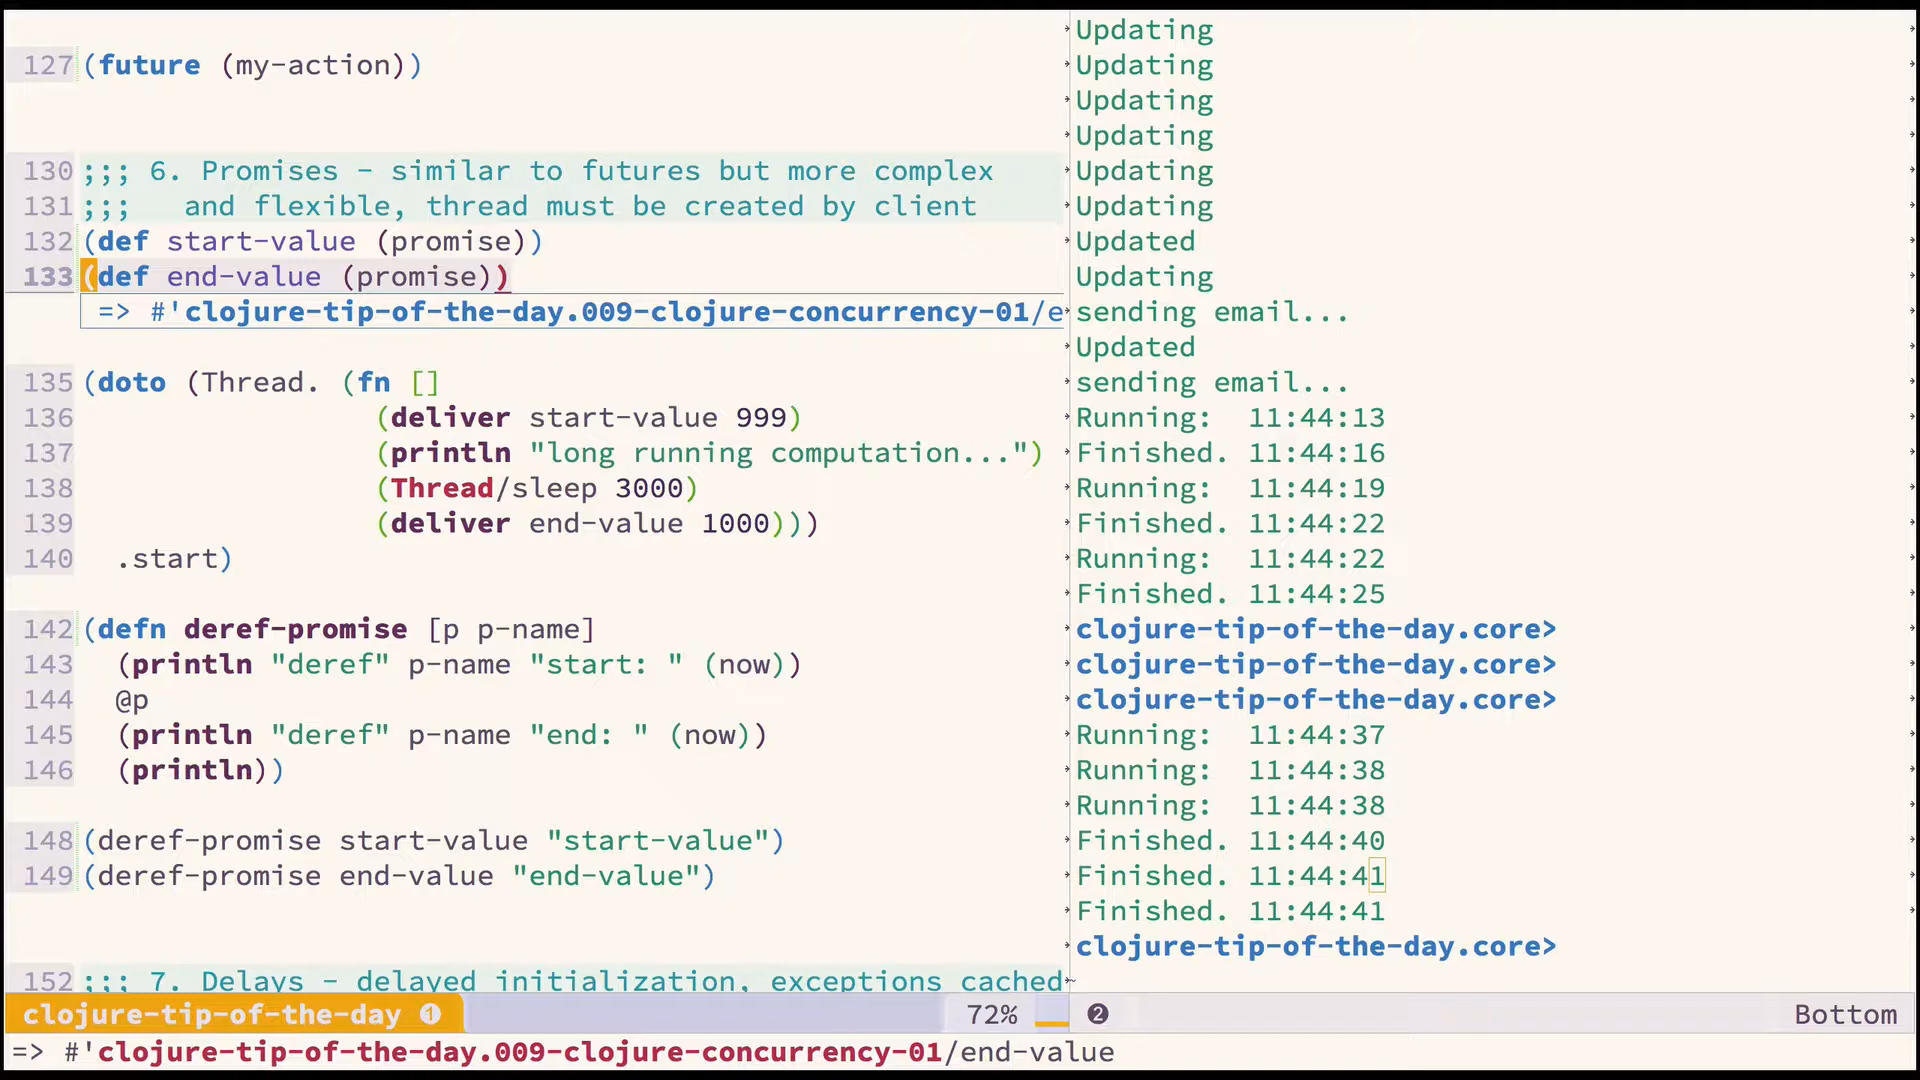 127 (future (my-action))
130 ;;; 6. Promises - similar to futures but more complex
131 ;;;   and flexible, thread must be created by client
132 (def start-value (promise))
133 (def end-value (promise))
=> #'clojure-tip-of-the-day.009-clojure-concurrency-01/e
135 (doto (Thread. (fn []
136                  (deliver start-value 999)
137                  (println "long running computation...")
138                  (Thread/sleep 3000)
139                  (deliver end-value 1000)))
140   .start)
142 (defn deref-promise [p p-name]
143   (println "deref" p-name "start: " (now))
144   @p
145   (println "deref" p-name "end: " (now))
146   (println))
148 (deref-promise start-value "start-value")
149 (deref-promise end-value "end-value")
152 ;;; 7. Delays - delayed initialization, exceptions cached
clojure-tip-of-the-day 1
72%
Updating
Updating
Updating
Updating
Updating
Updating
Updated
Updating
sending email...
Updated
sending email...
Running:  11:44:13
Finished. 11:44:16
Running:  11:44:19
Finished. 11:44:22
Running:  11:44:22
Finished. 11:44:25
clojure-tip-of-the-day.core>
clojure-tip-of-the-day.core>
clojure-tip-of-the-day.core>
Running:  11:44:37
Running:  11:44:38
Running:  11:44:38
Finished. 11:44:40
Finished. 11:44:41
Finished. 11:44:41
clojure-tip-of-the-day.core>
2 Bottom
=> #'clojure-tip-of-the-day.009-clojure-concurrency-01/end-value